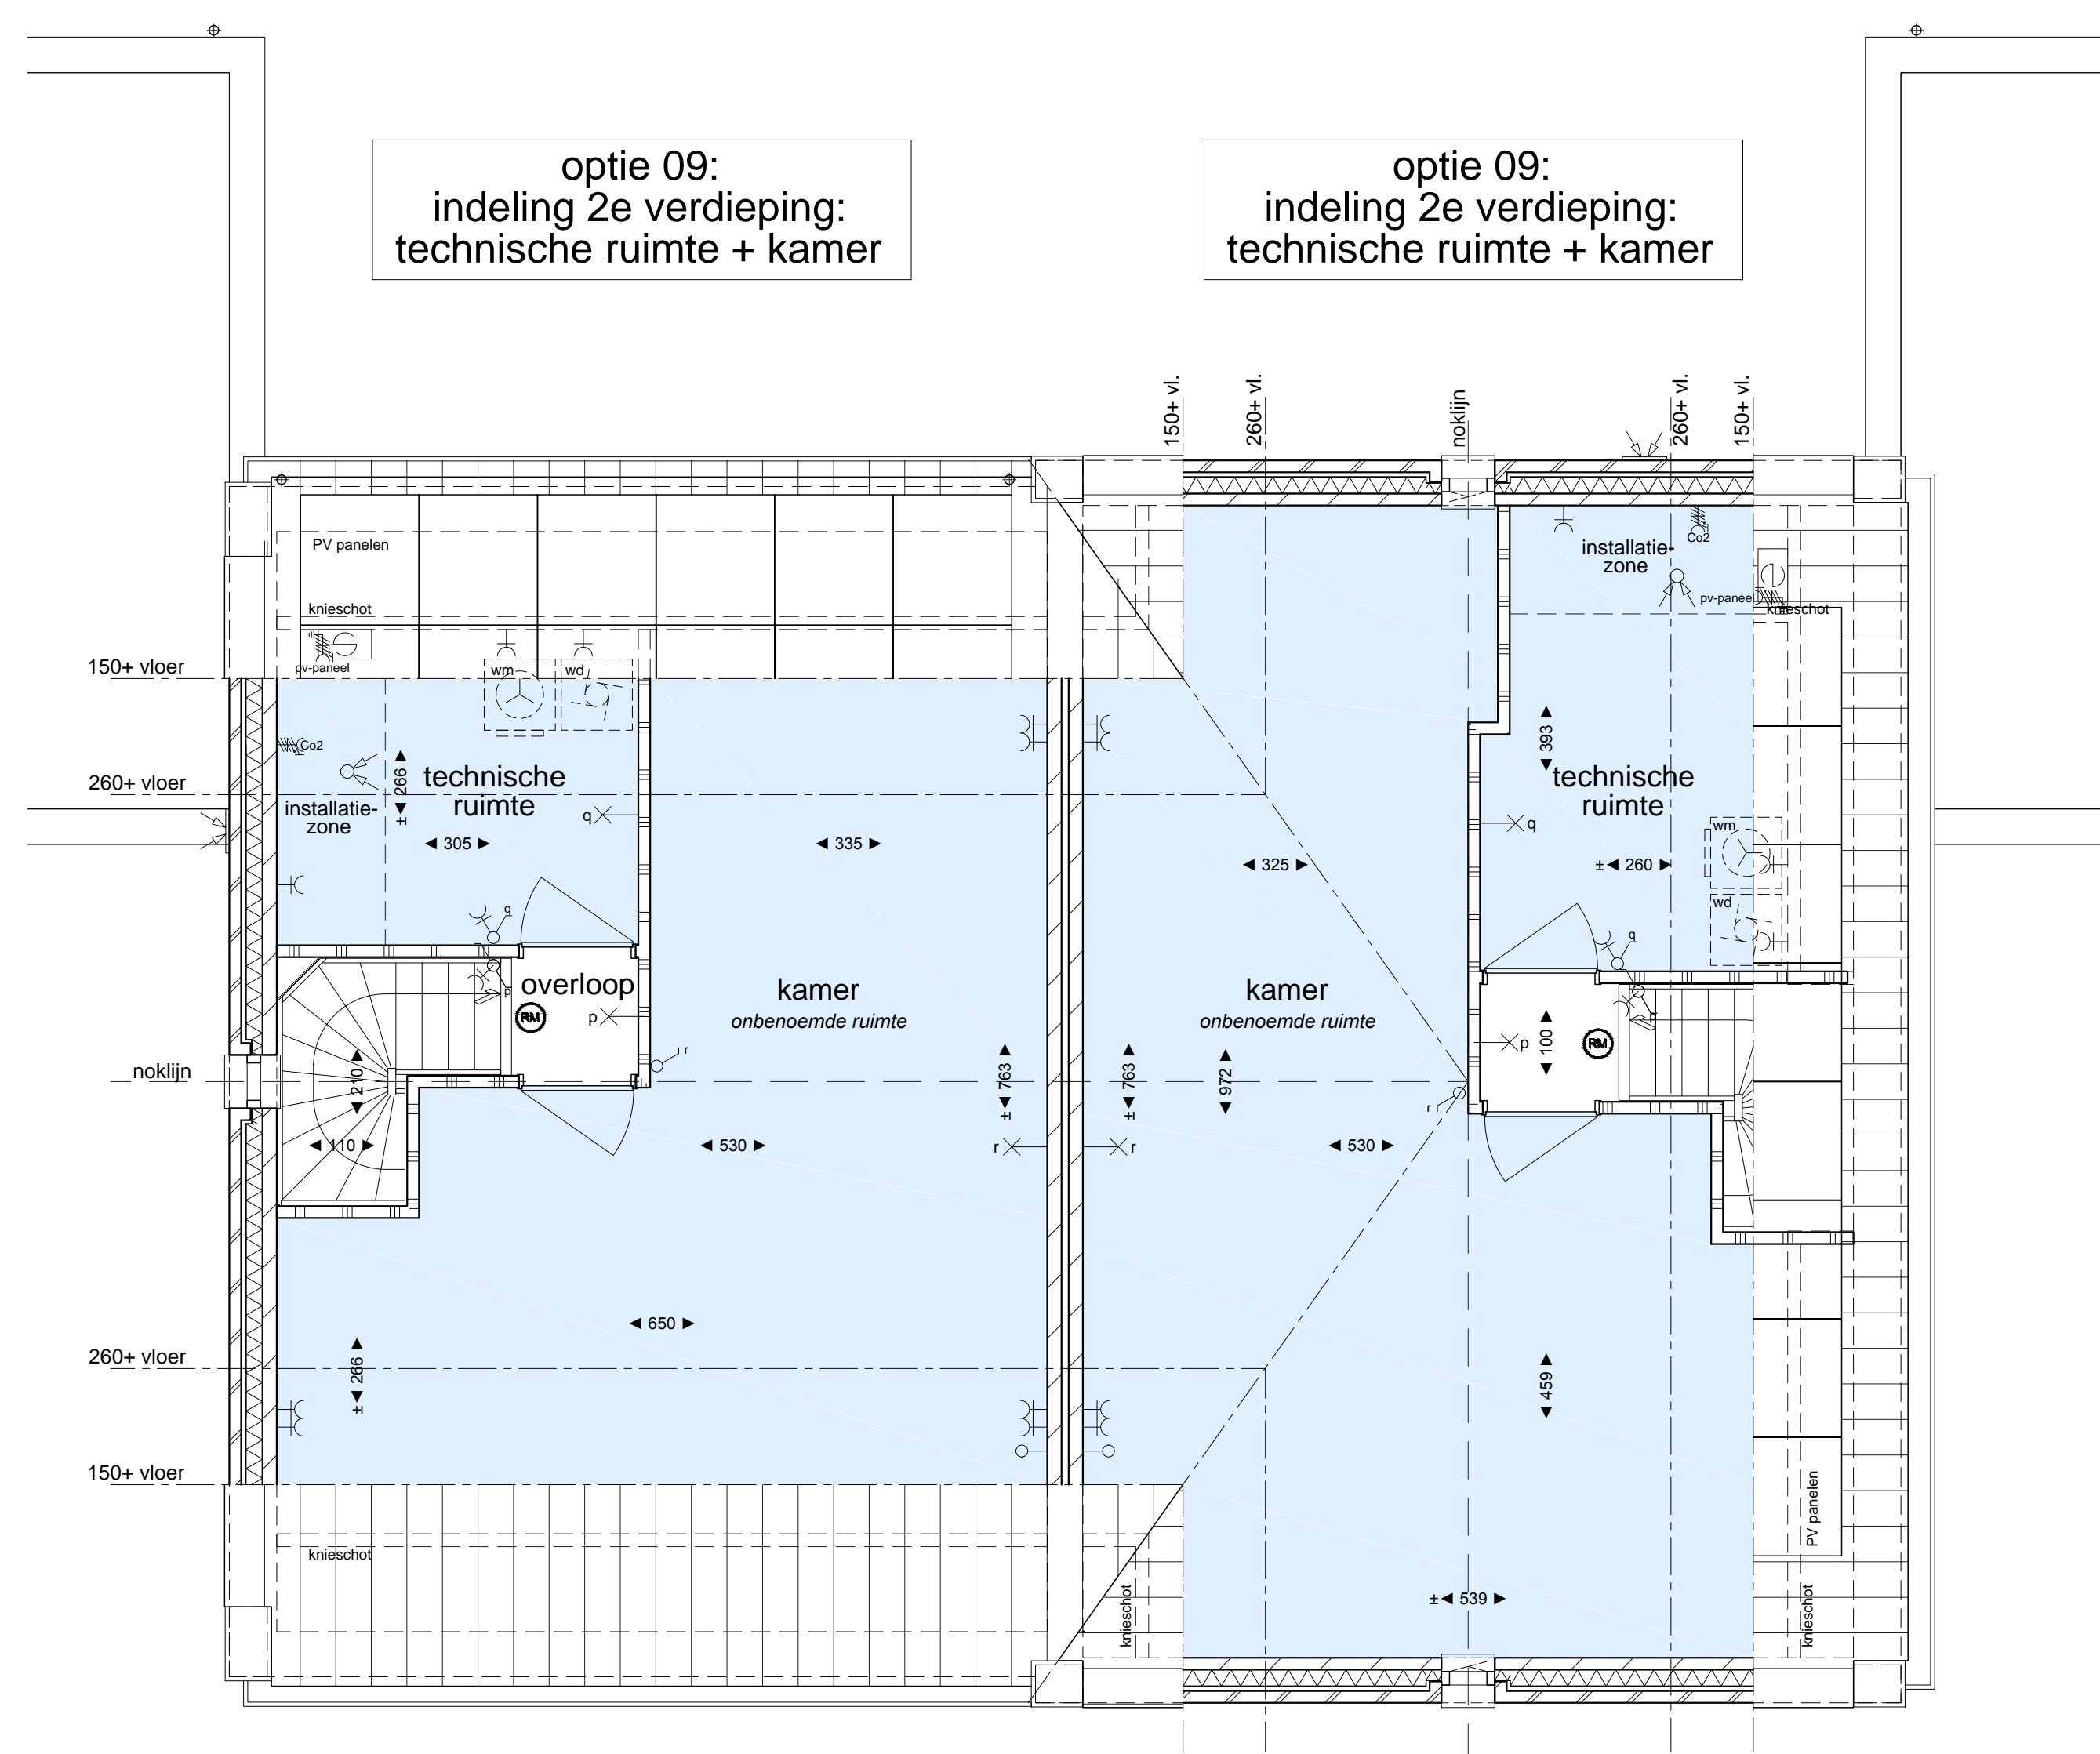 optie 09:
indeling 2e verdieping:
technische ruimte + kamer
optie 09:
indeling 2e verdieping:
technische ruimte + kamer
150+ vl.
260+ vl.
noklijn
260+ vl.
150+ vl.
PV panelen
knieschot
pv-paneel
150+ vloer
wm
wd
Co2
260+ vloer
±266
technische
ruimte
installatie-
zone
q
305
335
q
overloop
p
RM
p
kamer
onbenoemde ruimte
r
noklijn
210
110
530
±763
r
650
±266
260+ vloer
150+ vloer
knieschot
installatie-
zone
Co2
pv-paneel
knieschot
393
technische
ruimte
q
wm
325
±260
wd
q
kamer
onbenoemde ruimte
p
100
RM
p
±763
972
r
r
530
459
±539
PV panelen
knieschot
knieschot